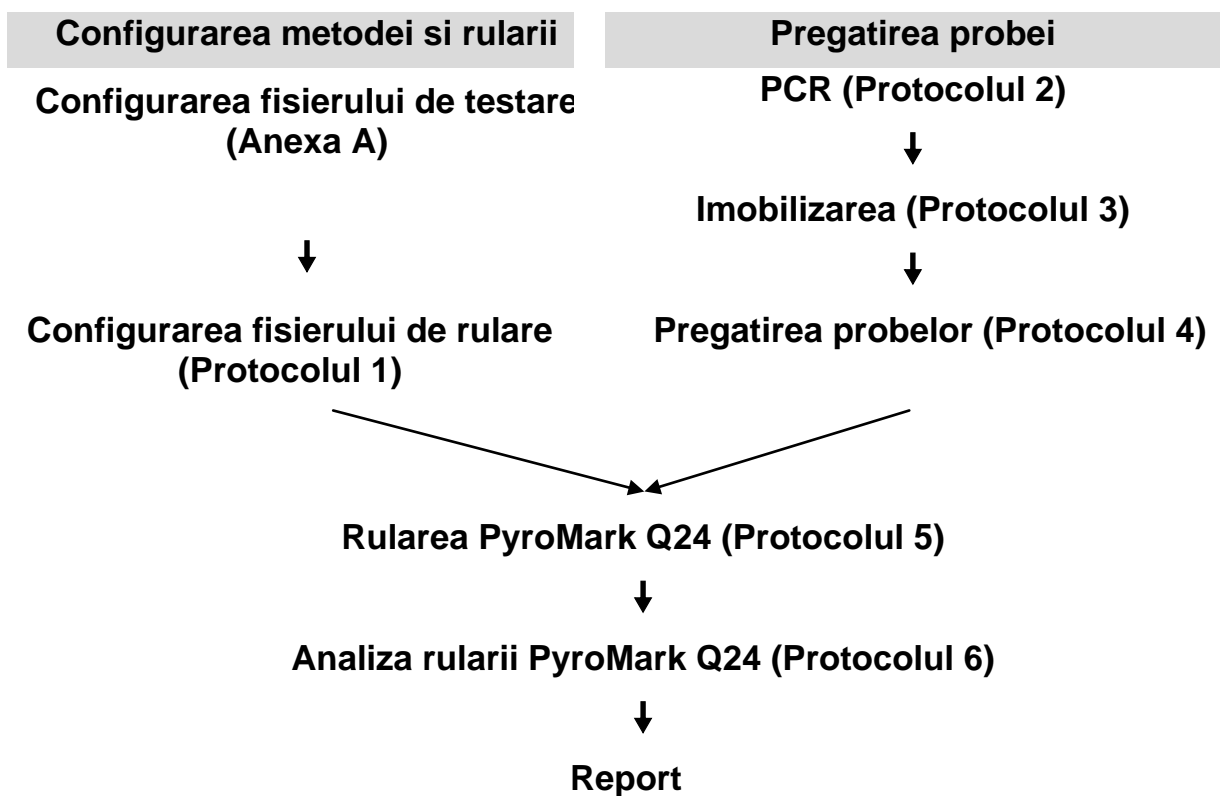 Configurarea metodei si rularii
Configurarea fisierului de testare
(Anexa A)
Configurarea fisierului de rulare
(Protocolul 1)
Pregatirea probei
PCR (Protocolul 2)
Imobilizarea (Protocolul 3)
Pregatirea probelor (Protocolul 4)
Rularea PyroMark Q24 (Protocolul 5)
Analiza rularii PyroMark Q24 (Protocolul 6)
Report